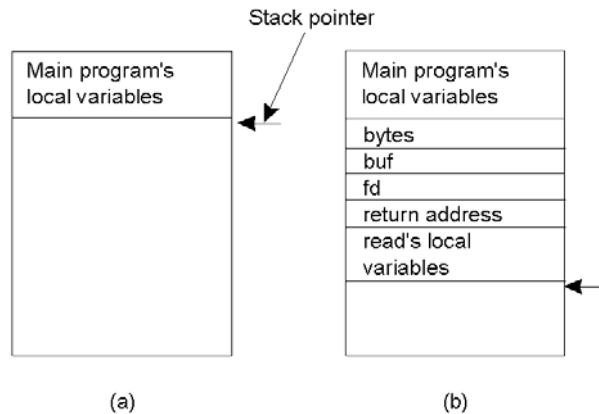 Stack pointer
Main program's
local variables
(a)
Main program's
local variables
bytes
buf
fd
return address
read's local
variables
(b)